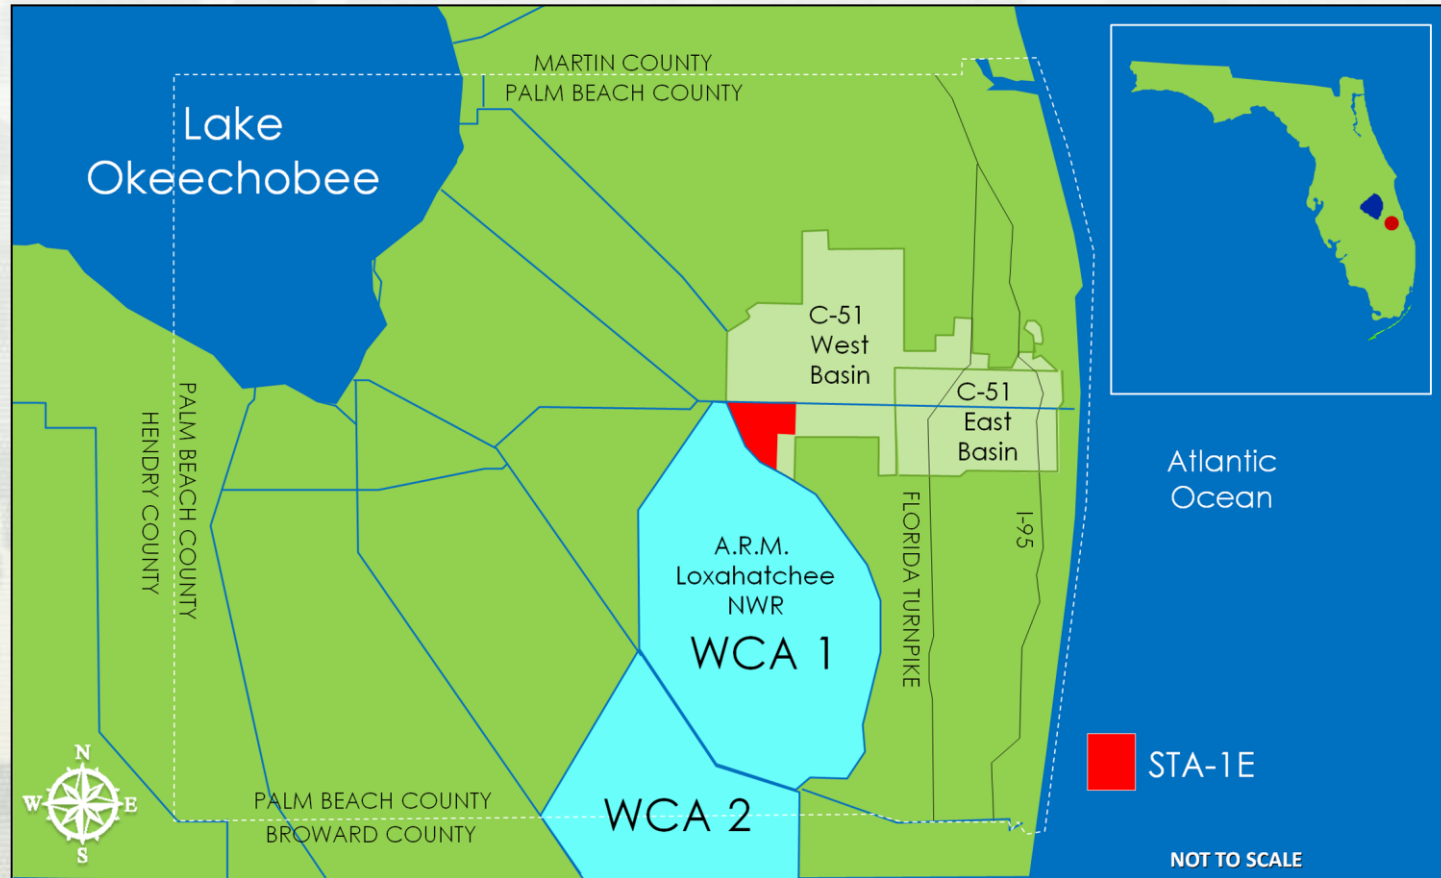 MARTIN COUNTY
PALM BEACH COUNTY
Lake
Okeechobee
C-51
West
Basin
C-51
East
Basin
PALM BEACH COUNTY
HENDRY COUNTY
Atlantic
Ocean
FLORIDA TURNPIKE
I-95
A.R.M.
Loxahatchee
NWR
WCA 1
STA-1E
N
W E
S
PALM BEACH COUNTY
BROWARD COUNTY
WCA 2
NOT TO SCALE